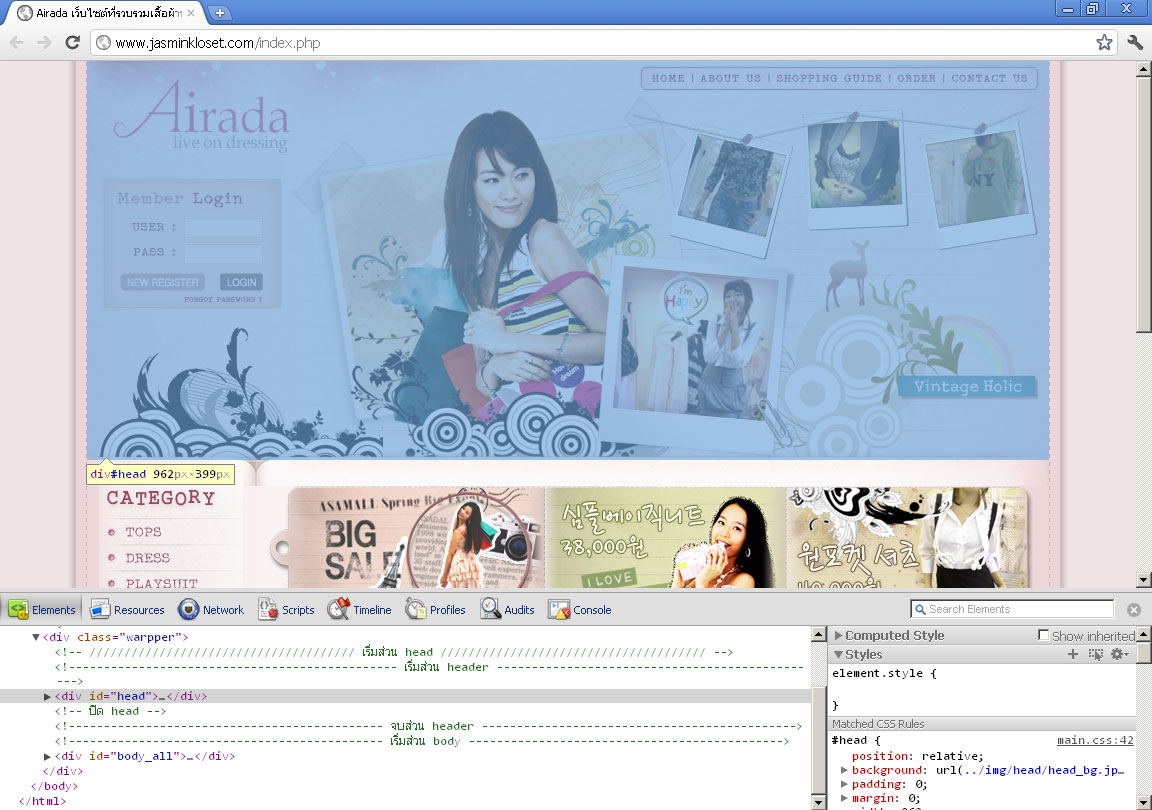 Airada เว็บไซต์ที่รวบรวมเสื้อผ้า
www.jasminkloset.com/index.php
HOME | ABOUT US | SHOPPING GUIDE | ORDER | CONTACT US
Airada
live on dressing
Member Login
USER :
PASS :
NEW REGISTER LOGIN
FORGOT PASSWORD ?
i'm Happy!
NY
Have a dream
Vintage Holic
div#head 962px×399px
CATEGORY
TOPS
DRESS
PLAYSUIT
ASAMALL Spring Big Event
BIG
SALE
심플베이직니트
38,000원
I LOVE
원포켓 셔츠
Elements Resources Network Scripts Timeline Profiles Audits Console Search Elements
▼<div class="warpper">
<!-- ////////////////////////////////////// เริ่มส่วน head ////////////////////////////////////// -->
<!--------------------------------------------- เริ่มส่วน header ---------------------------------------------
--->
▶<div id="head">…</div>
<!-- ปิด head -->
<!--------------------------------------------- จบส่วน header --------------------------------------------->
<!--------------------------------------------- เริ่มส่วน body --------------------------------------------->
▶<div id="body_all">…</div>
</div>
</body>
</html>
▶Computed Style Show inherited
▼Styles
element.style {
}
Matched CSS Rules
#head { main.css:42
position: relative;
▶ background: url(../img/head/head_bg.jp…
▶ padding: 0;
▶ margin: 0;